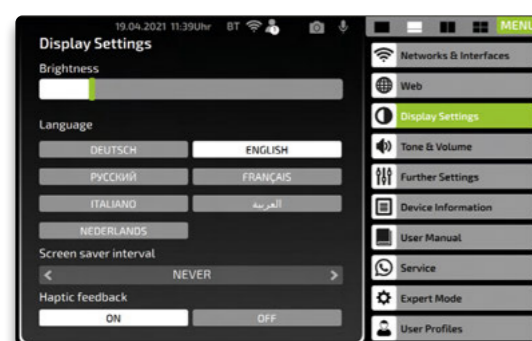 19.04.2021 11:39Uhr BT
MENU
Display Settings
Brightness
Language
DEUTSCH ENGLISH
РУССКИЙ FRANÇAIS
ITALIANO العربية
NEDERLANDS
Screen saver interval
< NEVER >
Haptic feedback
ON OFF
Networks & Interfaces
Web
Display Settings
Tone & Volume
Further Settings
Device Information
User Manual
Service
Expert Mode
User Profiles